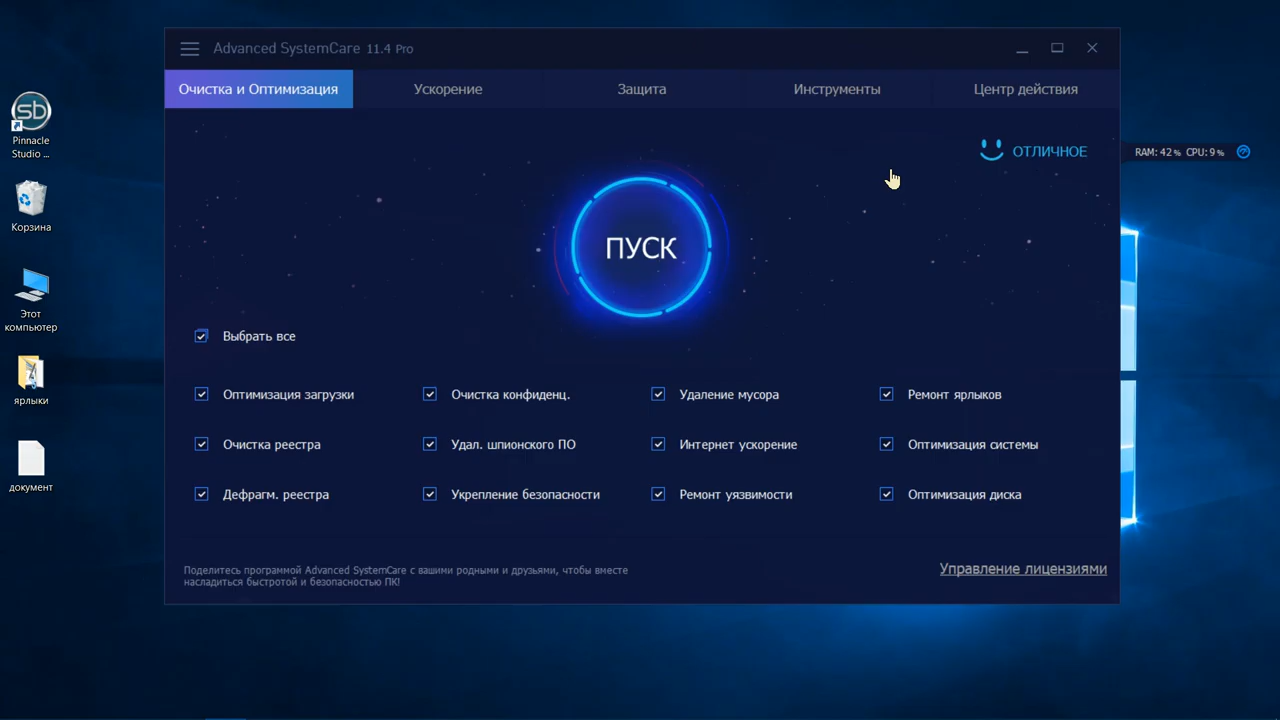 Advanced SystemCare 11.4 Pro
Очистка и Оптимизация
Ускорение
Защита
Инструменты
Центр действия
ОТЛИЧНОЕ
RAM: 42% CPU: 9%
ПУСК
Выбрать все
Оптимизация загрузки
Очистка конфиденц.
Удаление мусора
Ремонт ярлыков
Очистка реестра
Удал. шпионского ПО
Интернет ускорение
Оптимизация системы
Дефрагм. реестра
Укрепление безопасности
Ремонт уязвимости
Оптимизация диска
Поделитесь программой Advanced SystemCare с вашими родными и друзьями, чтобы вместе
насладиться быстротой и безопасностью ПК!
Управление лицензиями
sb
Pinnacle
Studio ...
Корзина
Этот
компьютер
ярлыки
документ